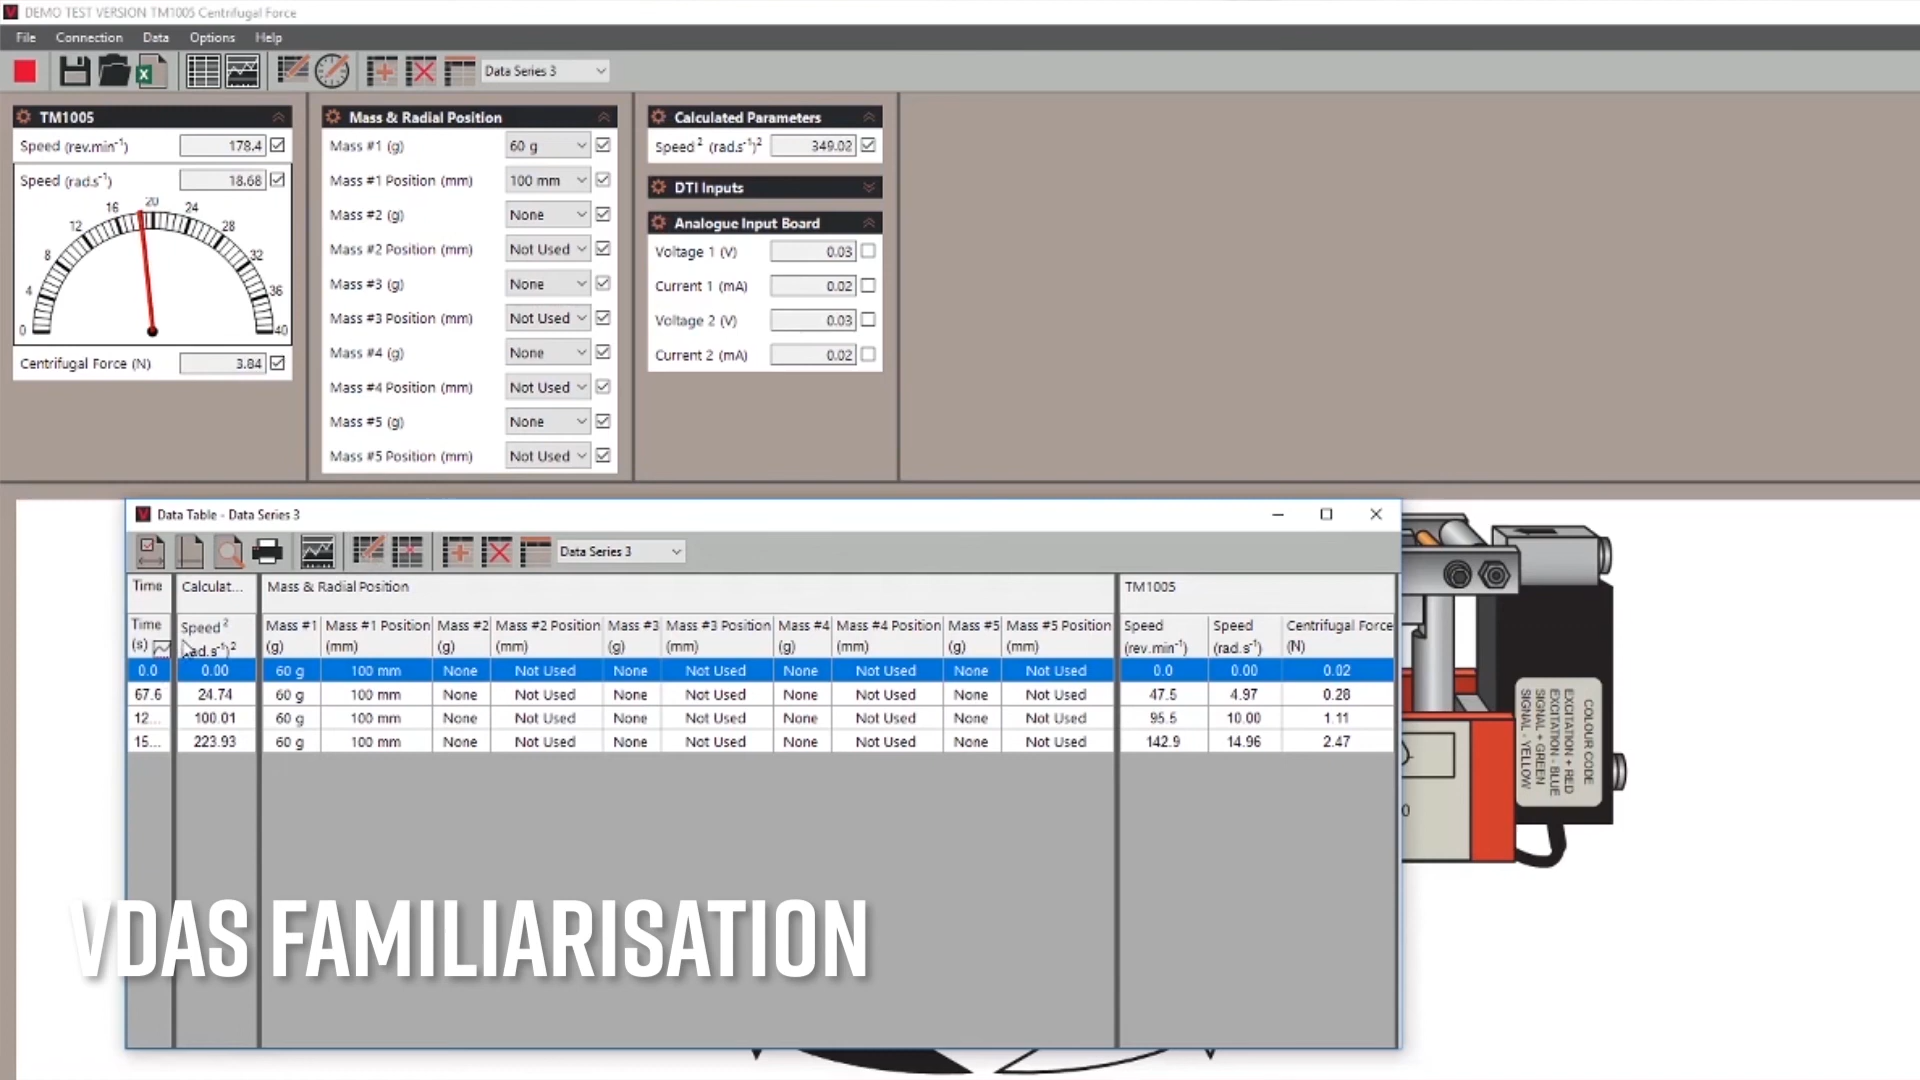 DEMO TEST VERSION TM1005 Centrifugal Force
File Connection Data Options Help
Data Series 3
TM1005
Speed (rev.min⁻¹) 178.4
Speed (rad.s⁻¹) 18.68
0 4 8 12 16 20 24 28 32 36 40
Centrifugal Force (N) 3.84
Mass & Radial Position
Mass #1 (g) 60 g
Mass #1 Position (mm) 100 mm
Mass #2 (g) None
Mass #2 Position (mm) Not Used
Mass #3 (g) None
Mass #3 Position (mm) Not Used
Mass #4 (g) None
Mass #4 Position (mm) Not Used
Mass #5 (g) None
Mass #5 Position (mm) Not Used
Calculated Parameters
Speed² (rad.s⁻¹)² 349.02
DTI Inputs
Analogue Input Board
Voltage 1 (V) 0.03
Current 1 (mA) 0.02
Voltage 2 (V) 0.03
Current 2 (mA) 0.02
Data Table - Data Series 3
Data Series 3
Time Calculat... Mass & Radial Position TM1005
Time Speed² Mass #1 Mass #1 Position Mass #2 Mass #2 Position Mass #3 Mass #3 Position Mass #4 Mass #4 Position Mass #5 Mass #5 Position Speed Speed Centrifugal Force
(s) ad.s⁻¹)² (g) (mm) (g) (mm) (g) (mm) (g) (mm) (g) (mm) (rev.min⁻¹) (rad.s⁻¹) (N)
0.0 0.00 60 g 100 mm None Not Used None Not Used None Not Used None Not Used 0.0 0.00 0.02
67.6 24.74 60 g 100 mm None Not Used None Not Used None Not Used None Not Used 47.5 4.97 0.28
12... 100.01 60 g 100 mm None Not Used None Not Used None Not Used None Not Used 95.5 10.00 1.11
15... 223.93 60 g 100 mm None Not Used None Not Used None Not Used None Not Used 142.9 14.96 2.47
COLOUR CODE
EXCITATION + RED
EXCITATION - BLUE
SIGNAL + GREEN
SIGNAL - YELLOW
0
VDAS FAMILIARISATION